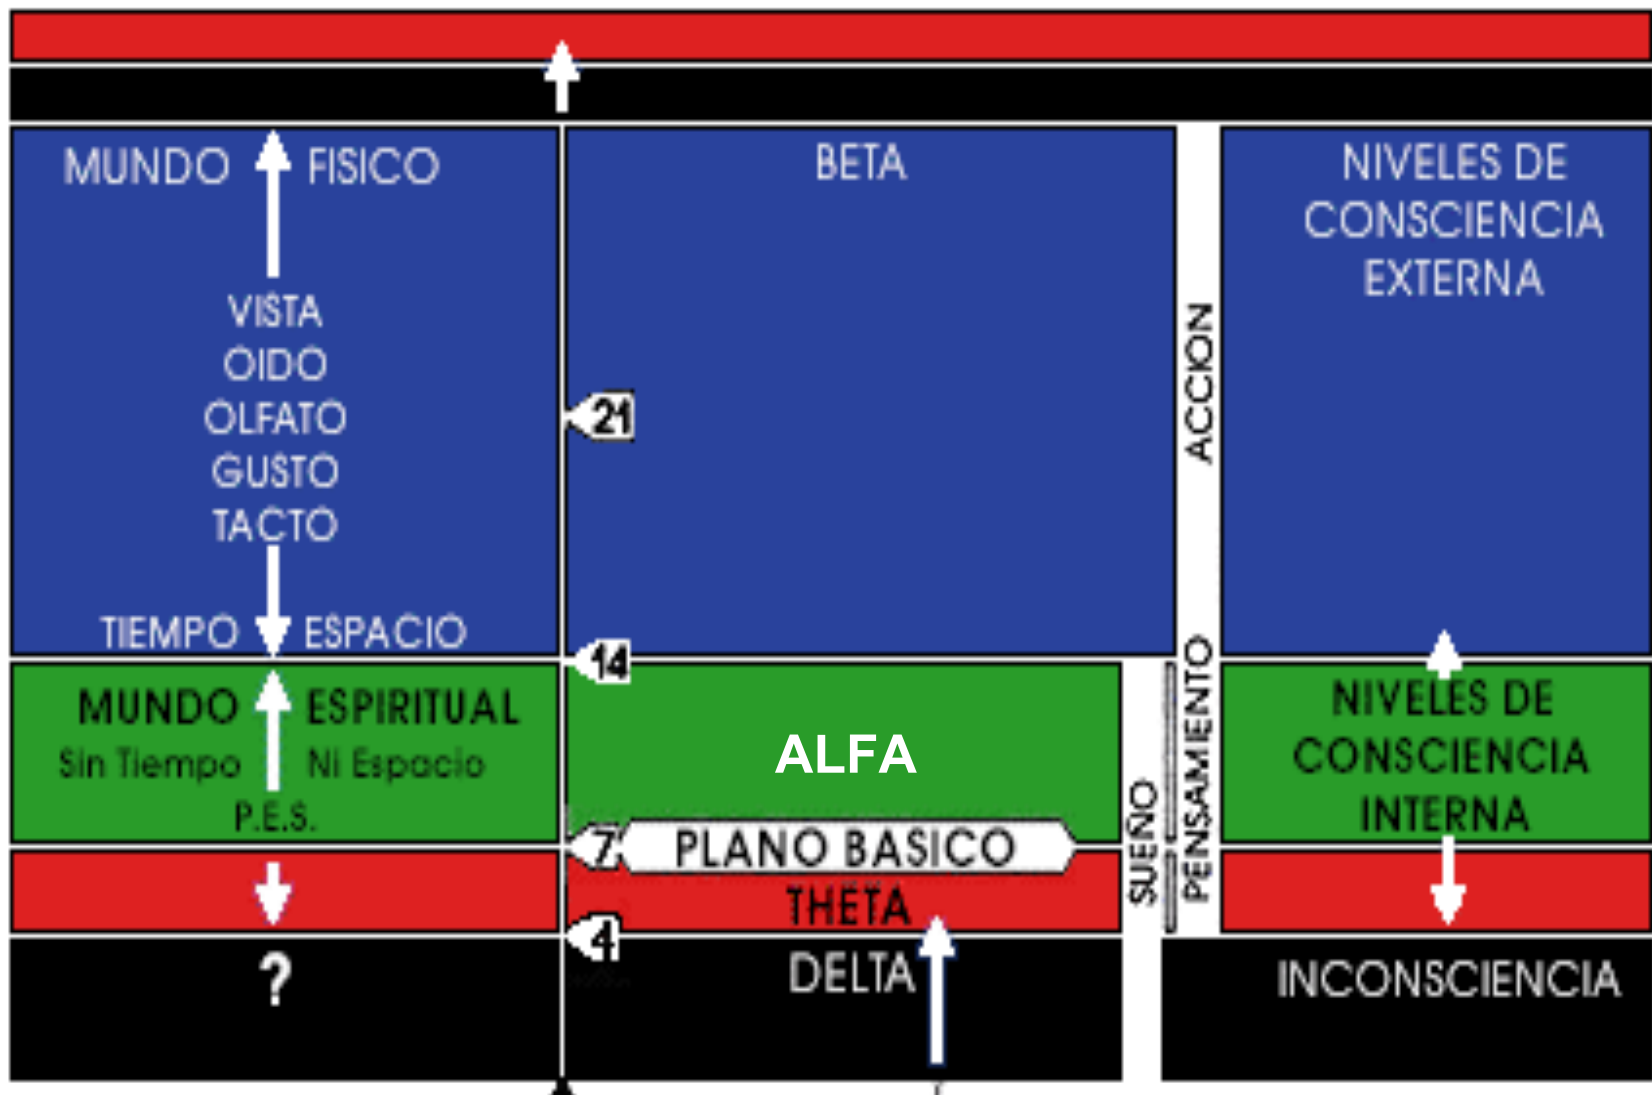 MUNDO FISICO
VISTA
OIDO
OLFATO
GUSTO
TACTO
TIEMPO ESPACIO
BETA
21
14
ACCION
NIVELES DE
CONSCIENCIA
EXTERNA
MUNDO ESPIRITUAL
Sin Tiempo Ni Espacio
P.E.S.
ALFA
7 PLANO BASICO
THETA
4
SUEÑO
PENSAMIENTO
NIVELES DE
CONSCIENCIA
INTERNA
?
DELTA
INCONSCIENCIA